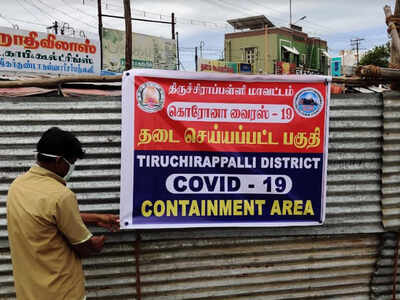 திருச்சிராப்பள்ளி மாவட்டம்
கொரோனா வைரஸ் - 19
தடை செய்யப்பட்ட பகுதி
TIRUCHIRAPPALLI DISTRICT
COVID - 19
CONTAINMENT AREA